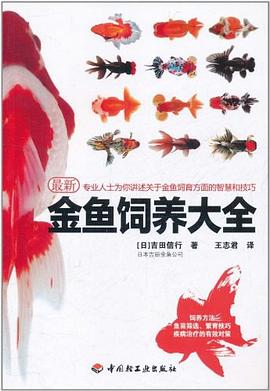 最新
专业人士为你讲述关于金鱼饲育方面的智慧和技巧
金鱼饲养大全
[日]吉田信行 著 王志君 译
日本吉田金鱼公司
饲养方法
鱼苗筛选、繁育技巧
疾病治疗的有效对策
中国轻工业出版社